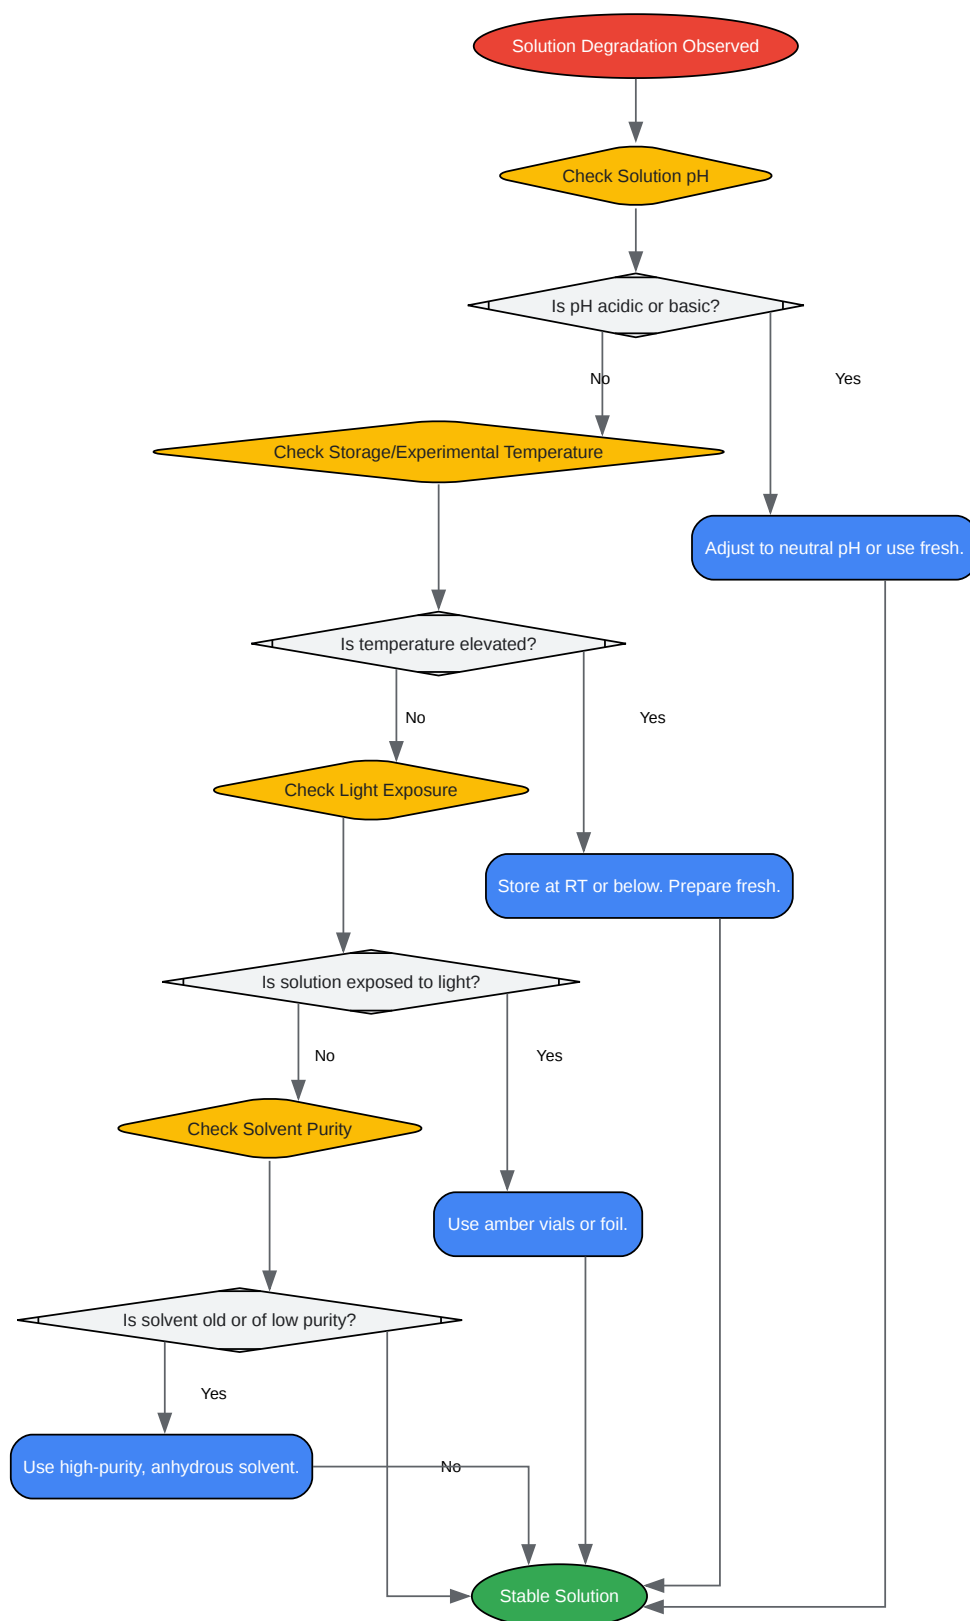 Solution Degradation Observed
Check Solution pH
Is pH acidic or basic?
No
Yes
Check Storage/Experimental Temperature
Adjust to neutral pH or use fresh.
Is temperature elevated?
No
Yes
Check Light Exposure
Store at RT or below. Prepare fresh.
Is solution exposed to light?
No
Yes
Check Solvent Purity
Use amber vials or foil.
Is solvent old or of low purity?
Yes
Use high-purity, anhydrous solvent.
No
Stable Solution